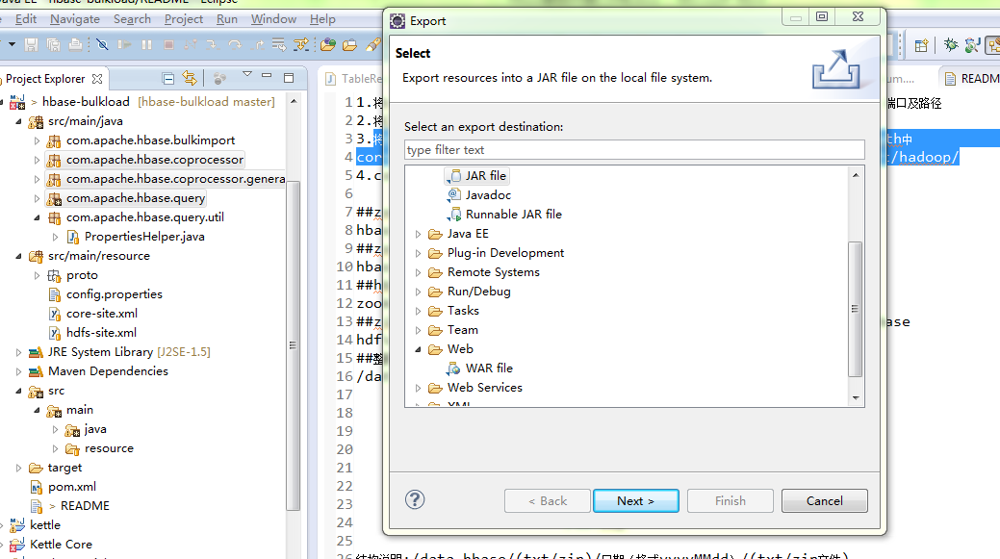 hbase-bulkload/README - Eclipse
Edit Navigate Search Project Run Window Help
Project Explorer
> hbase-bulkload [hbase-bulkload master]
src/main/java
com.apache.hbase.bulkimport
com.apache.hbase.coprocessor
com.apache.hbase.coprocessor.genera
com.apache.hbase.query
com.apache.hbase.query.util
PropertiesHelper.java
src/main/resource
proto
config.properties
core-site.xml
hdfs-site.xml
JRE System Library [J2SE-1.5]
Maven Dependencies
src
main
java
resource
target
pom.xml
> README
kettle
Kettle Core
TableRe
READM
1 1.将
端口及路径
2 2.将
3 3.将
th中
4 cor
t/hadoop/
5 4.c
6
7 ##z
8 hba
9 ##z
10 hba
11 ##h
12 zoo
13 ##z
ase
14 hdf
15 ##整
16 /da
17
18
19
20
21
22
23
24
25
26 结构说明:/data_hbase/(txt/zip)/日期(格式yyyyMMdd)/(txt/zip文件)
Export
Select
Export resources into a JAR file on the local file system.
Select an export destination:
type filter text
JAR file
Javadoc
Runnable JAR file
Java EE
Plug-in Development
Remote Systems
Run/Debug
Tasks
Team
Web
WAR file
Web Services
XML
? < Back Next > Finish Cancel